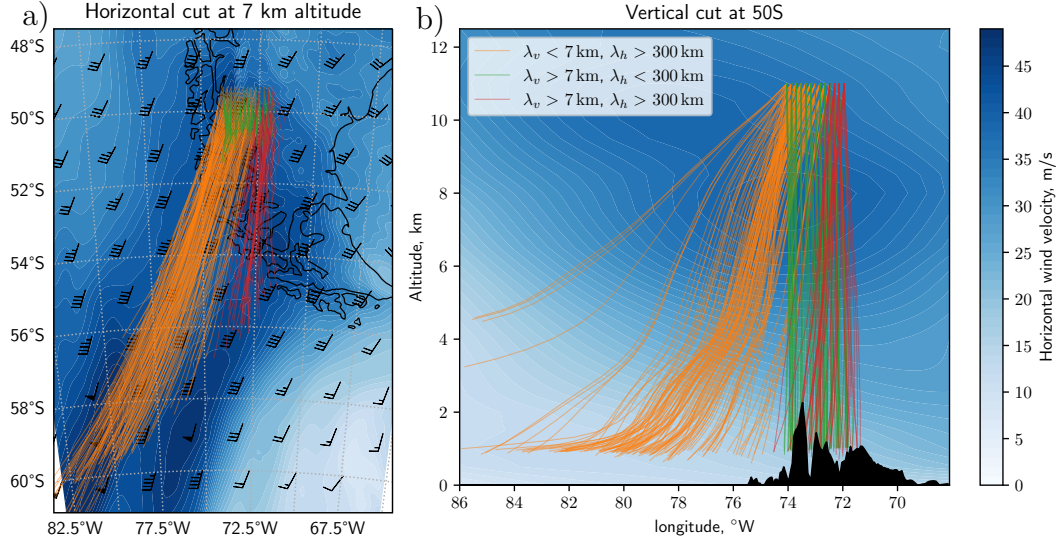 a)
Horizontal cut at 7 km altitude
48°S
50°S
52°S
54°S
56°S
58°S
60°S
82.5°W 77.5°W 72.5°W 67.5°W
b)
Vertical cut at 50S
λv < 7 km, λh > 300 km
λv > 7 km, λh < 300 km
λv > 7 km, λh > 300 km
Altitude, km
12
10
8
6
4
2
0
86 84 82 80 78 76 74 72 70
longitude, °W
45
40
35
30
25
20
15
10
5
0
Horizontal wind velocity, m/s